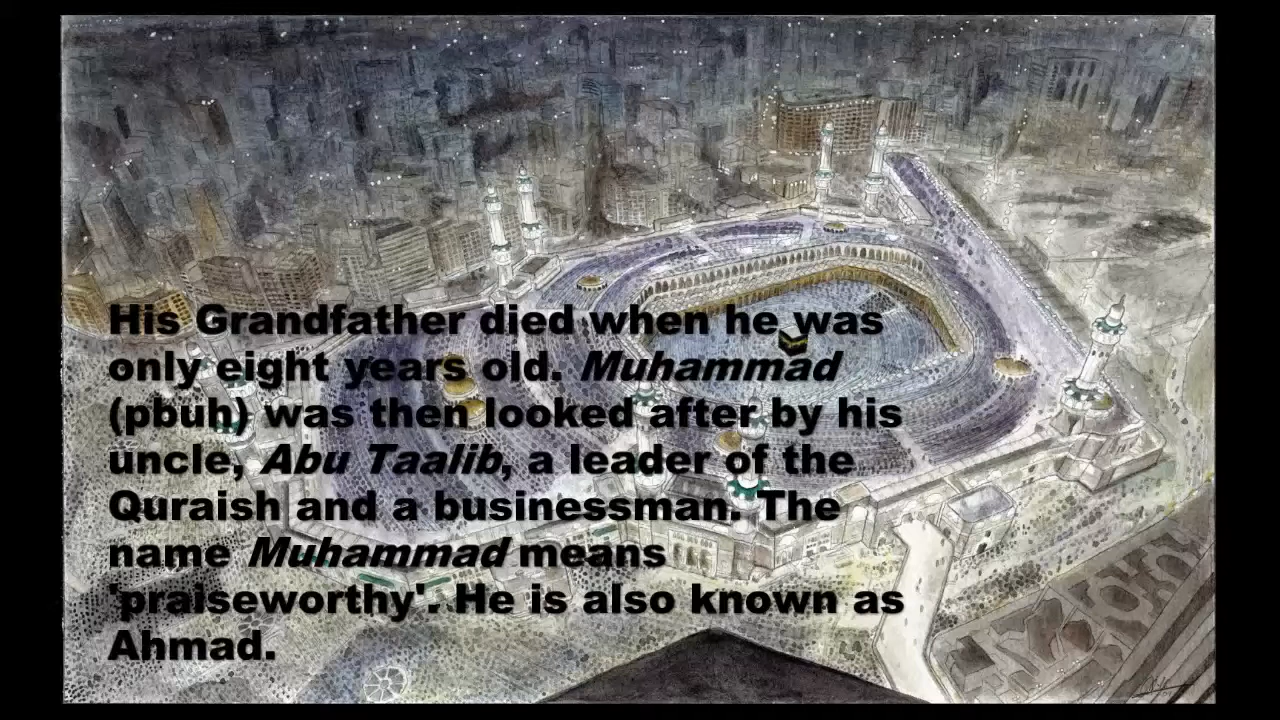 His Grandfather died when he was
only eight years old. Muhammad
(pbuh) was then looked after by his
uncle, Abu Taalib, a leader of the
Quraish and a businessman. The
name Muhammad means
'praiseworthy'. He is also known as
Ahmad.